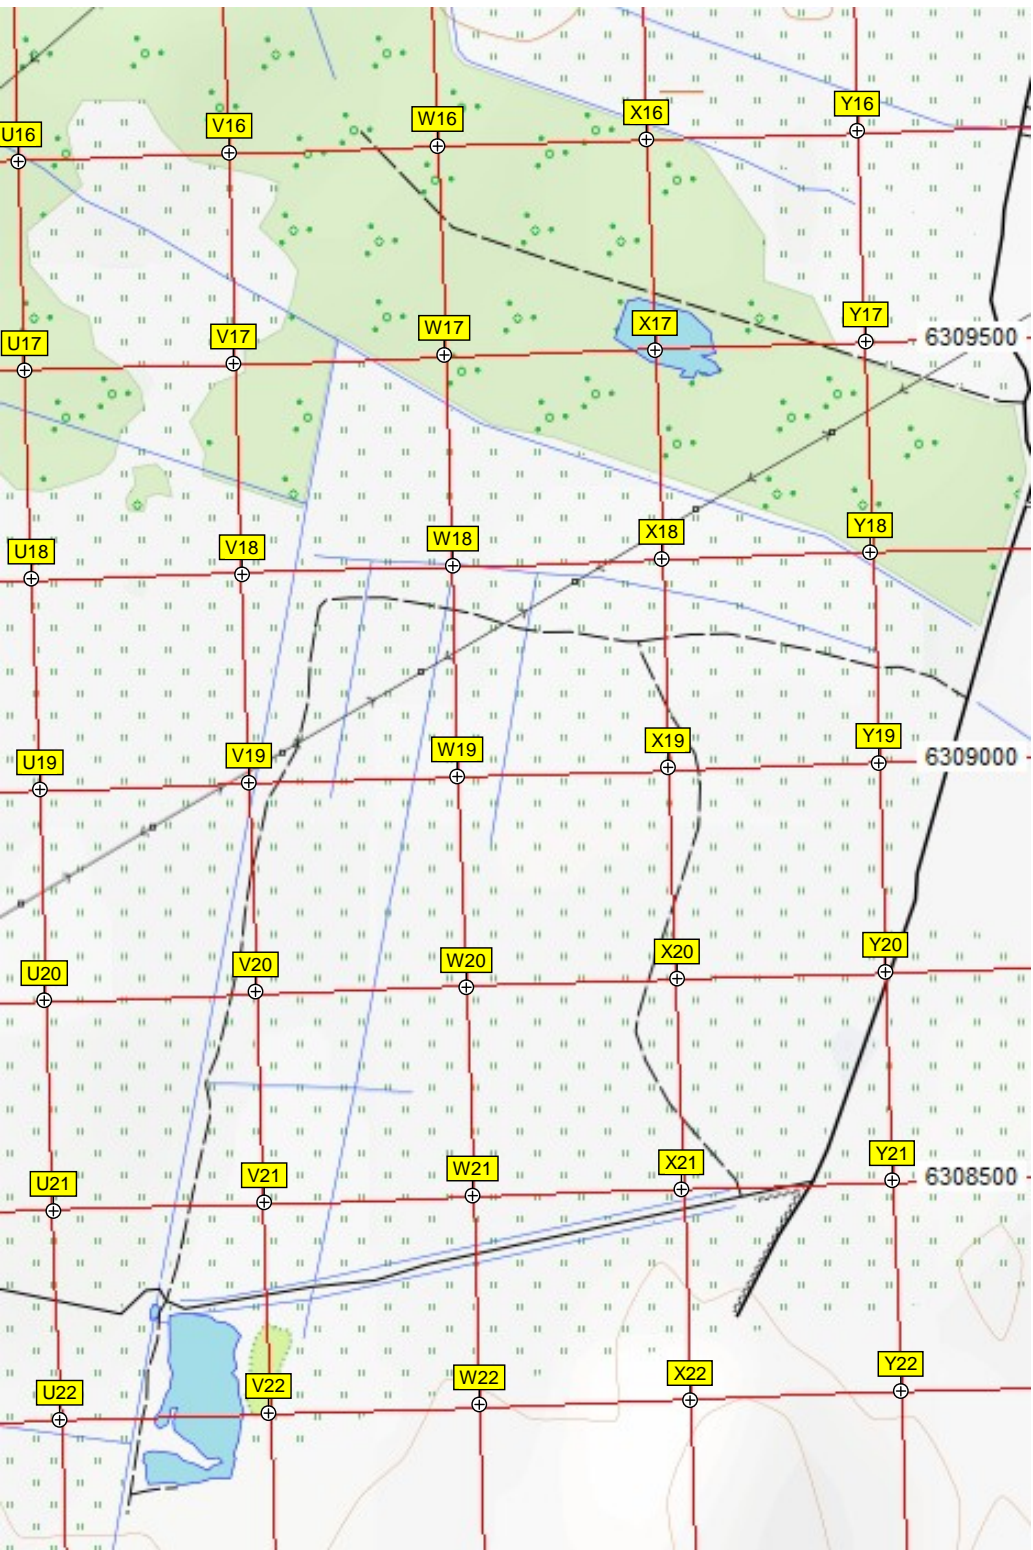 U16 V16 W16 X16 Y16
U17 V17 W17 X17 Y17 6309500
U18 V18 W18 X18 Y18
U19 V19 W19 X19 Y19 6309000
U20 V20 W20 X20 Y20
U21 V21 W21 X21 Y21 6308500
U22 V22 W22 X22 Y22